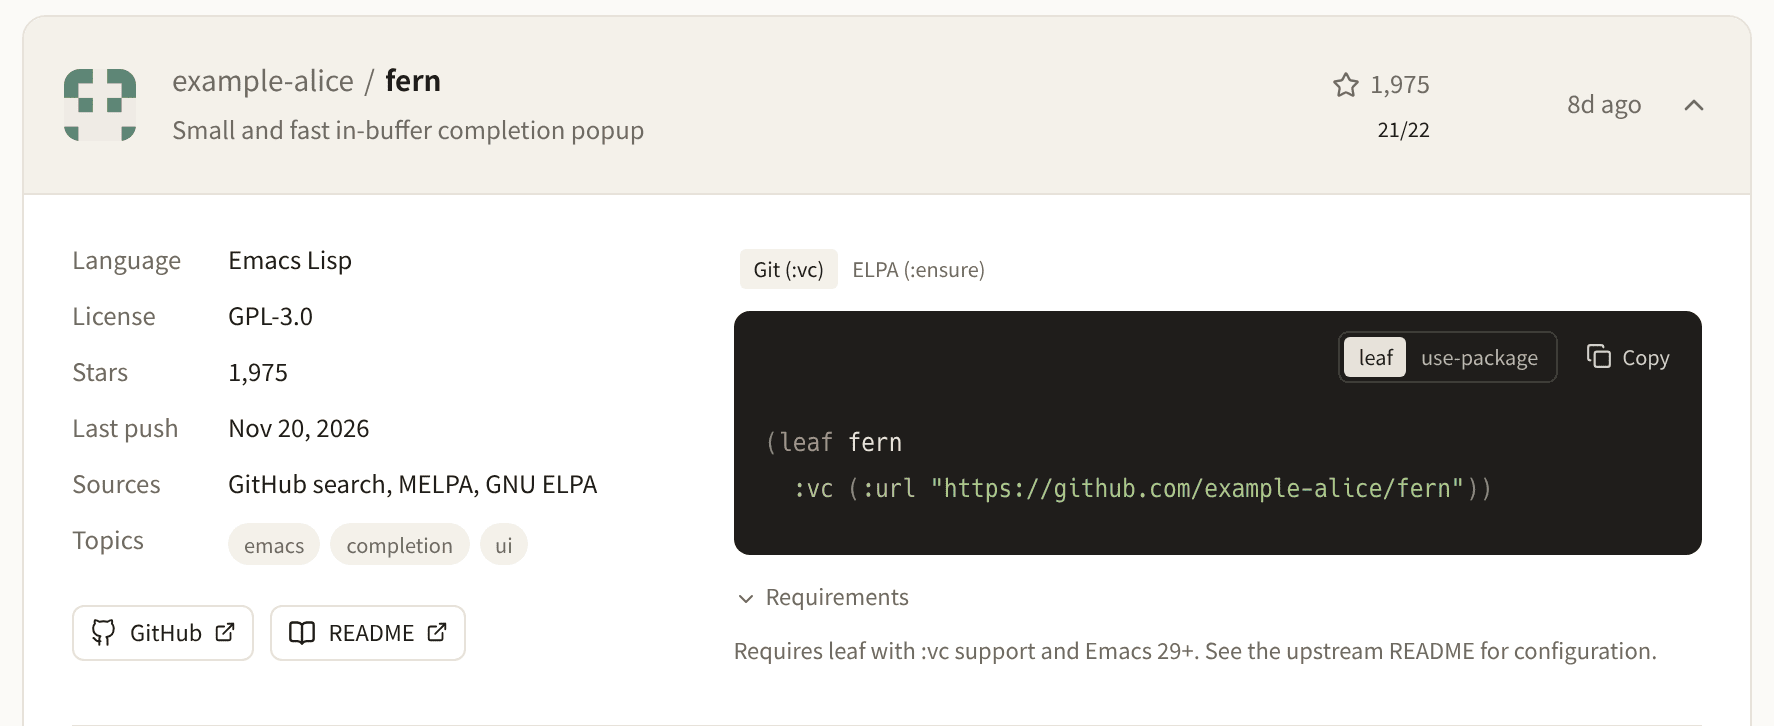 example-alice / fern
Small and fast in-buffer completion popup
1,975
21/22
8d ago
Language Emacs Lisp
License GPL-3.0
Stars 1,975
Last push Nov 20, 2026
Sources GitHub search, MELPA, GNU ELPA
Topics emacs completion ui
GitHub README
Git (:vc) ELPA (:ensure)
leaf use-package Copy
(leaf fern
  :vc (:url "https://github.com/example-alice/fern"))
Requirements
Requires leaf with :vc support and Emacs 29+. See the upstream README for configuration.